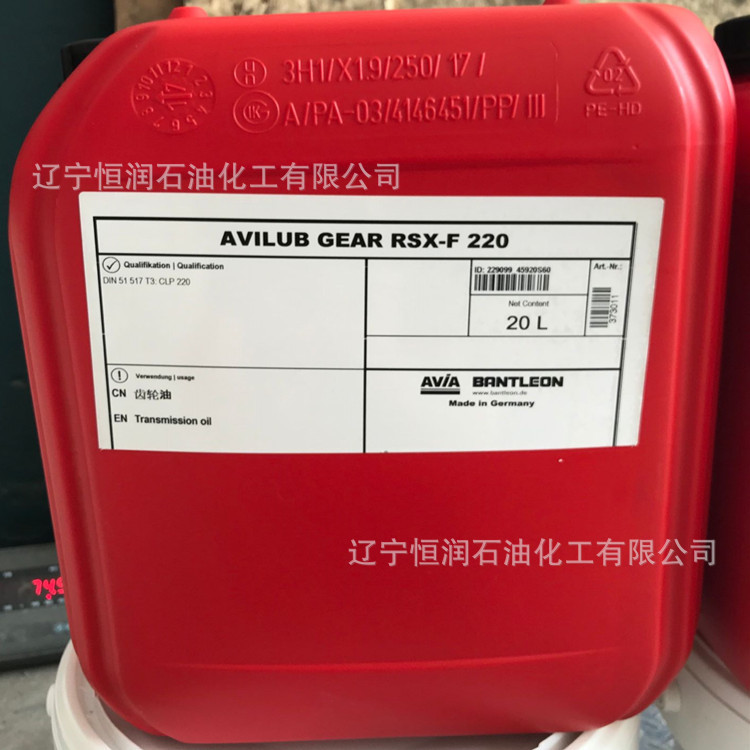 3H1/X1.9/250/17/
02
A/PA-03/4146451/PP/III
PE-HD
17
辽宁恒润石油化工有限公司
AVILUB GEAR RSX-F 220
Qualifikation | Qualification
DIN 51 517 T3: CLP 220
ID: 229099 45920S60
Art.-Nr.:
373011
Net Content
20 L
Verwendung | usage
CN 齿轮油
EN Transmission oil
AVIA BANTLEON
www.bantleon.de
Made in Germany
辽宁恒润石油化工有限公司